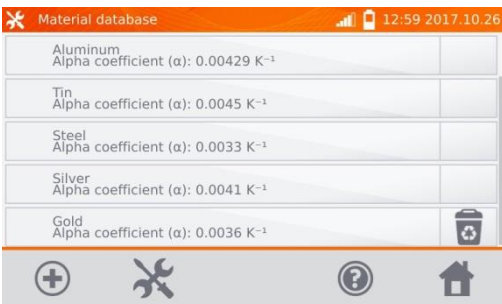 Material database
12:59 2017.10.26
Aluminum
Alpha coefficient (α): 0.00429 K⁻¹
Tin
Alpha coefficient (α): 0.0045 K⁻¹
Steel
Alpha coefficient (α): 0.0033 K⁻¹
Silver
Alpha coefficient (α): 0.0041 K⁻¹
Gold
Alpha coefficient (α): 0.0036 K⁻¹